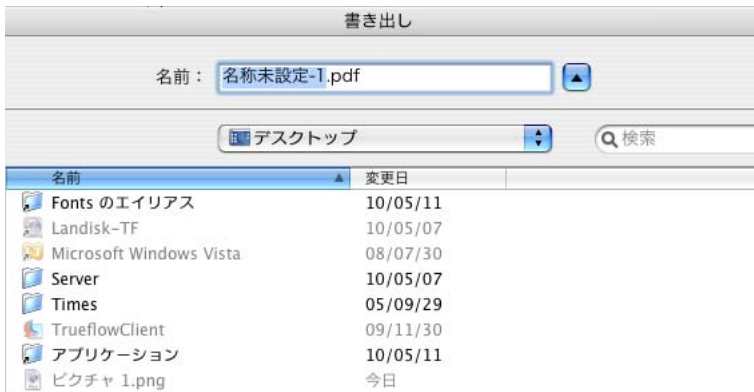 書き出し
名前： 名称未設定-1.pdf
デスクトップ 検索
名前 変更日
Fonts のエイリアス 10/05/11
Landisk-TF 10/05/07
Microsoft Windows Vista 08/07/30
Server 10/05/07
Times 05/09/29
TrueflowClient 09/11/30
アプリケーション 10/05/11
ピクチャ 1.png 今日